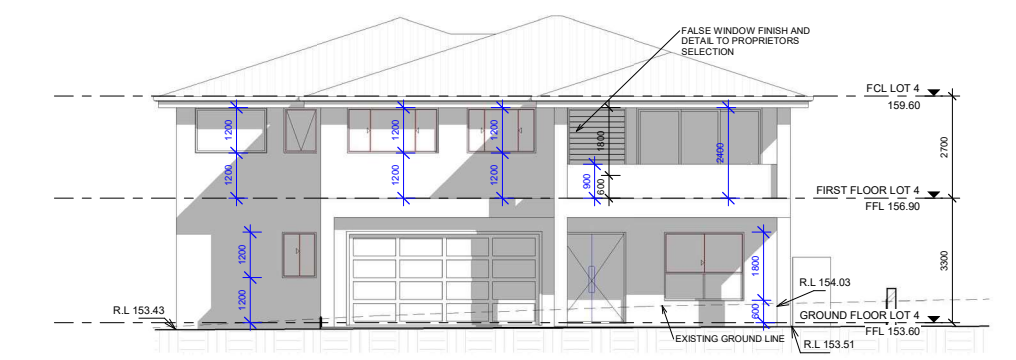 FALSE WINDOW FINISH AND
DETAIL TO PROPRIETORS
SELECTION
FCL LOT 4
159.60
1200
1200
1200
1800
2400
2700
1200
1200
1200
900
600
FIRST FLOOR LOT 4
FFL 156.90
1200
1800
3300
R.L 154.03
R.L 153.43
1200
600
GROUND FLOOR LOT 4
FFL 153.60
EXISTING GROUND LINE
R.L 153.51